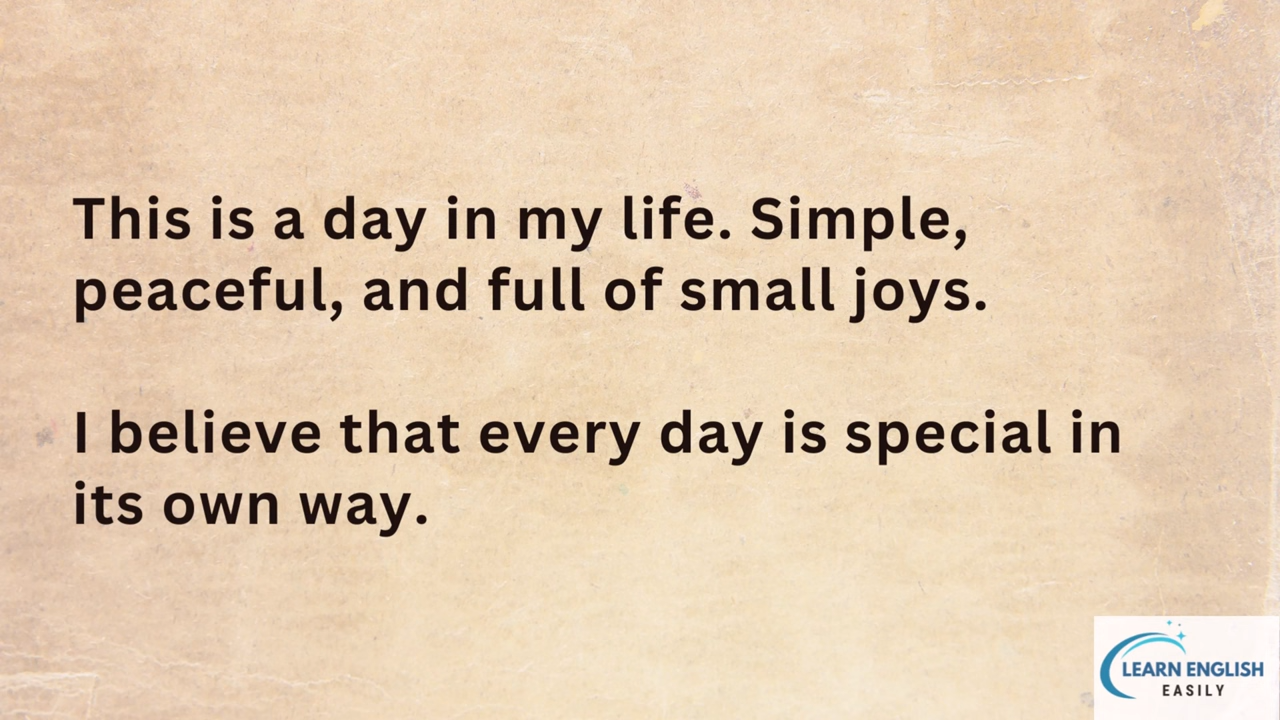 This is a day in my life. Simple,
peaceful, and full of small joys.
I believe that every day is special in
its own way.
LEARN ENGLISH
EASILY